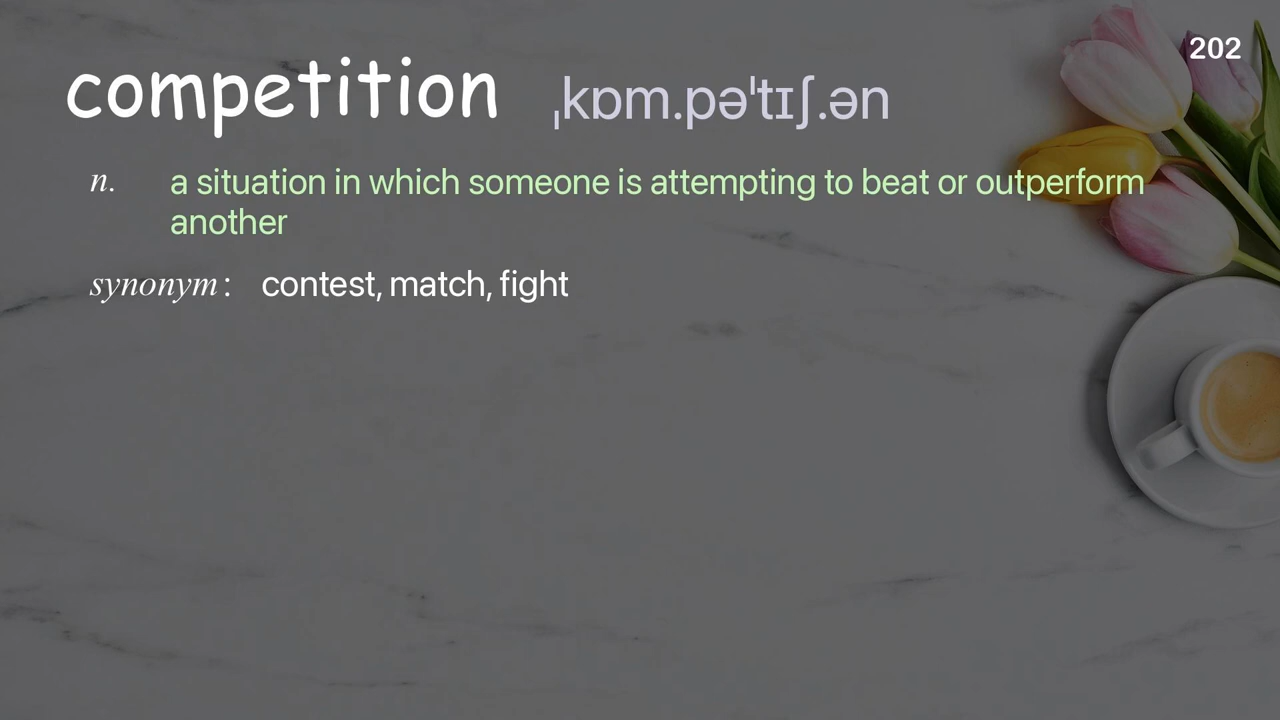 202
competition ˌkɒm.pəˈtɪʃ.ən
n. a situation in which someone is attempting to beat or outperform
another
synonym: contest, match, fight